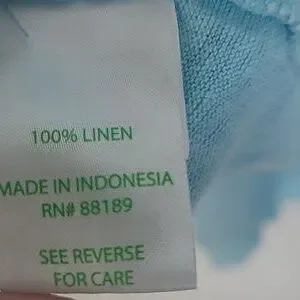 100% LINEN
MADE IN INDONESIA
RN# 88189
SEE REVERSE
FOR CARE